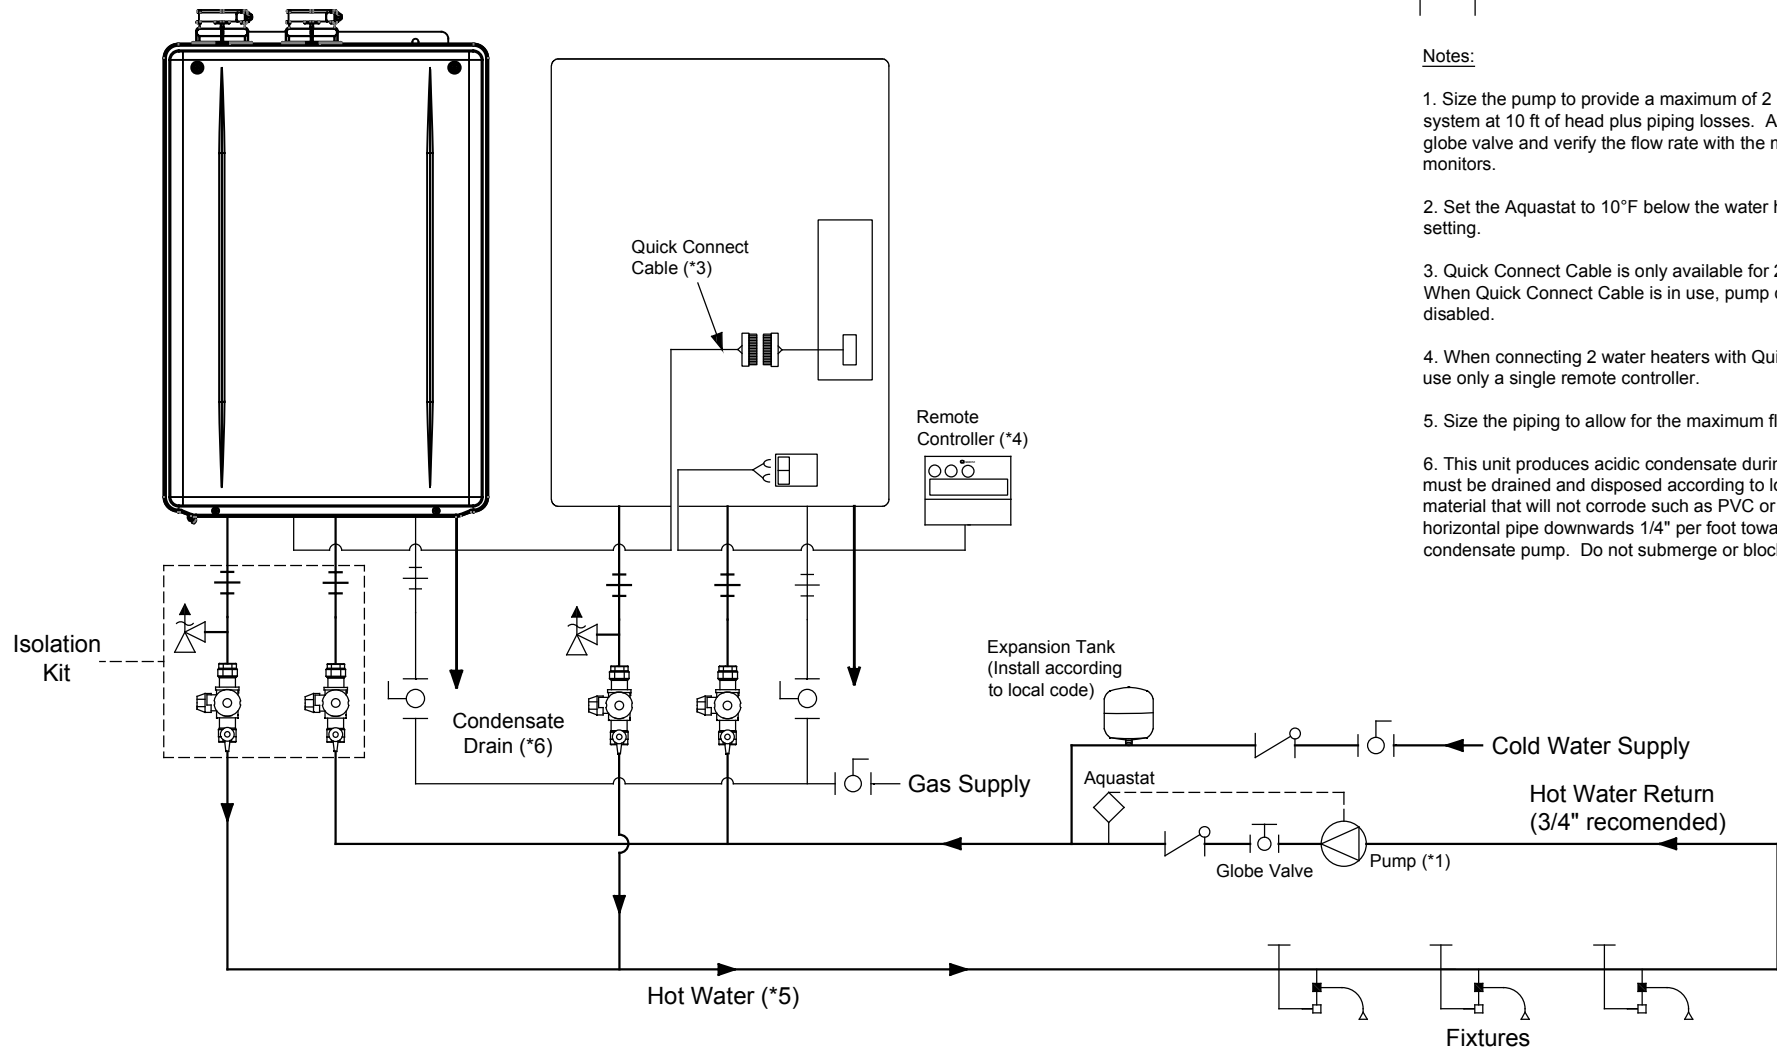 Notes:
1. Size the pump to provide a maximum of 2
system at 10 ft of head plus piping losses. A
globe valve and verify the flow rate with the
monitors.
2. Set the Aquastat to 10°F below the water
setting.
3. Quick Connect Cable is only available for 2
When Quick Connect Cable is in use, pump
disabled.
4. When connecting 2 water heaters with Qui
use only a single remote controller.
5. Size the piping to allow for the maximum fl
6. This unit produces acidic condensate durin
must be drained and disposed according to lo
material that will not corrode such as PVC or
horizontal pipe downwards 1/4" per foot towa
condensate pump. Do not submerge or block
Quick Connect
Cable (*3)
Remote
Controller (*4)
Isolation
Kit
Condensate
Drain (*6)
Gas Supply
Expansion Tank
(Install according
to local code)
Cold Water Supply
Aquastat
Hot Water Return
(3/4" recomended)
Globe Valve
Pump (*1)
Hot Water (*5)
Fixtures